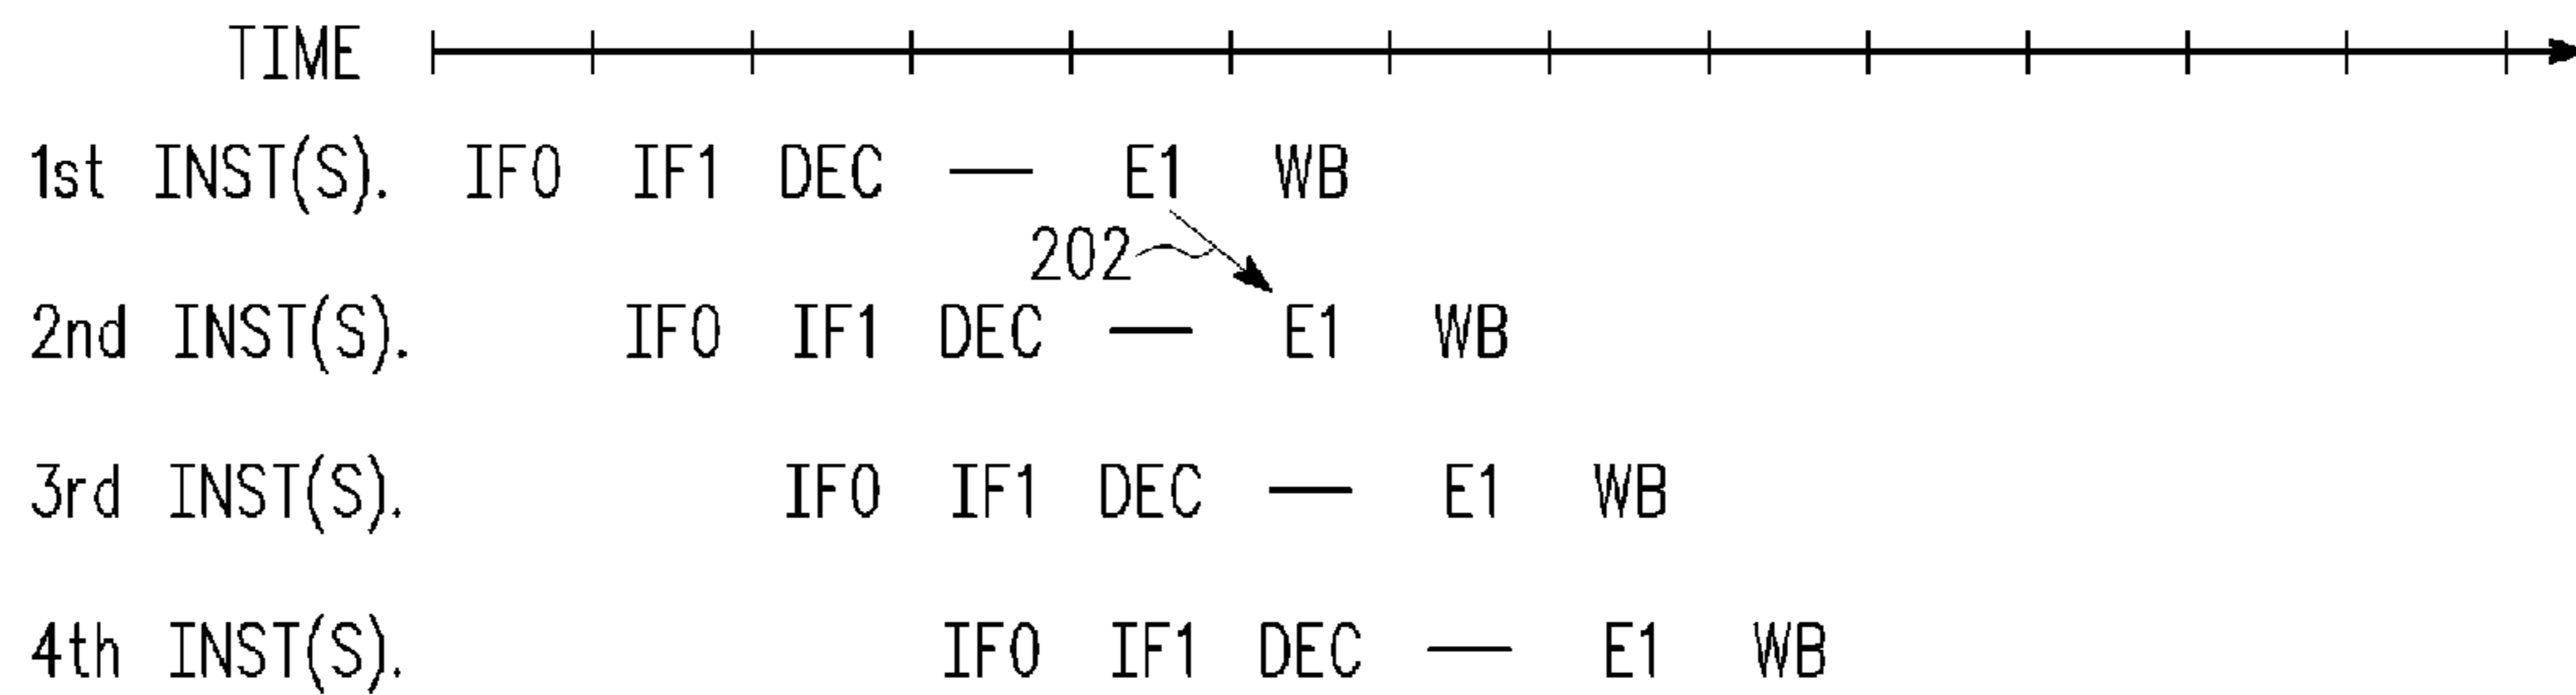 TIME
1st INST(S). IF0 IF1 DEC — E1 WB
202
2nd INST(S). IF0 IF1 DEC — E1 WB
3rd INST(S). IF0 IF1 DEC — E1 WB
4th INST(S). IF0 IF1 DEC — E1 WB